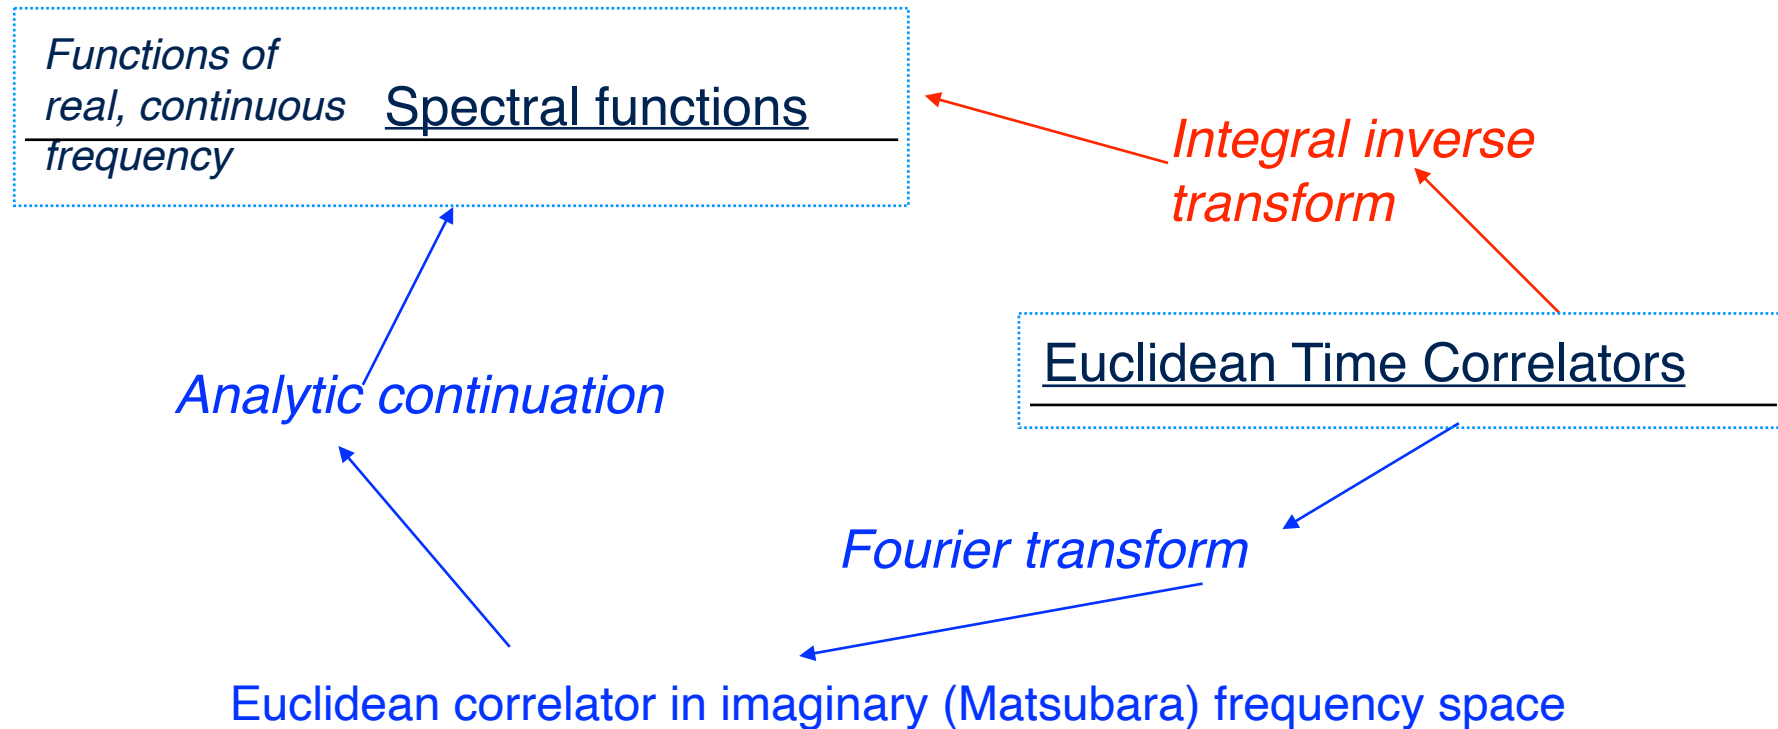 Functions of
real, continuous
frequency
Spectral functions
Integral inverse
transform
Euclidean Time Correlators
Analytic continuation
Fourier transform
Euclidean correlator in imaginary (Matsubara) frequency space